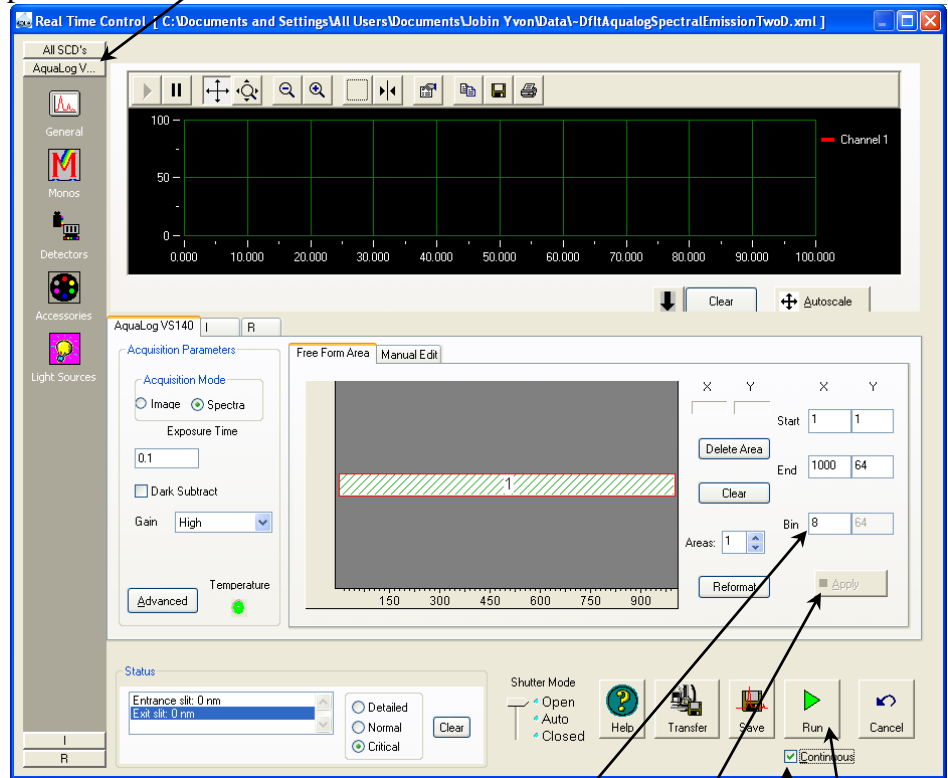 Real Time Control [ C:\Documents and Settings\All Users\Documents\Jobin Yvon\Data\~DfltAqualogSpectralEmissionTwoD.xml ]
All SCD's
AquaLog V...
General
Monos
Detectors
Accessories
Light Sources
I
R
100
50
0
0.000 10.000 20.000 30.000 40.000 50.000 60.000 70.000 80.000 90.000 100.000
Channel 1
Clear
Autoscale
AquaLog VS140 I R
Acquisition Parameters
Acquisition Mode
Image Spectra
Exposure Time
0.1
Dark Subtract
Gain High
Advanced
Temperature
Free Form Area Manual Edit
1
150 300 450 600 750 900
X Y X Y
Start 1 1
Delete Area
End 1000 64
Clear
Bin 8 64
Areas: 1
Reformat
Apply
Status
Entrance slit: 0 nm
Exit slit: 0 nm
Detailed
Normal
Critical
Clear
Shutter Mode
Open
Auto
Closed
Help
Transfer
Save
Run
Cancel
Continuous